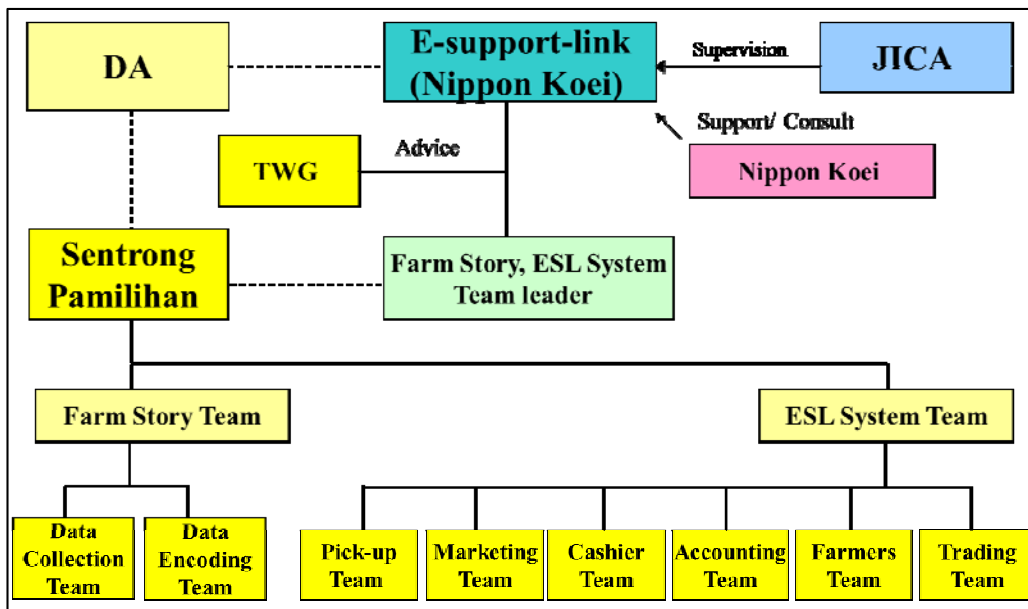 DA
E-support-link
(Nippon Koei)
Supervision
JICA
Support/ Consult
Nippon Koei
TWG
Advice
Sentrong
Pamilihan
Farm Story, ESL System
Team leader
Farm Story Team
ESL System Team
Data
Collection
Team
Data
Encoding
Team
Pick-up
Team
Marketing
Team
Cashier
Team
Accounting
Team
Farmers
Team
Trading
Team